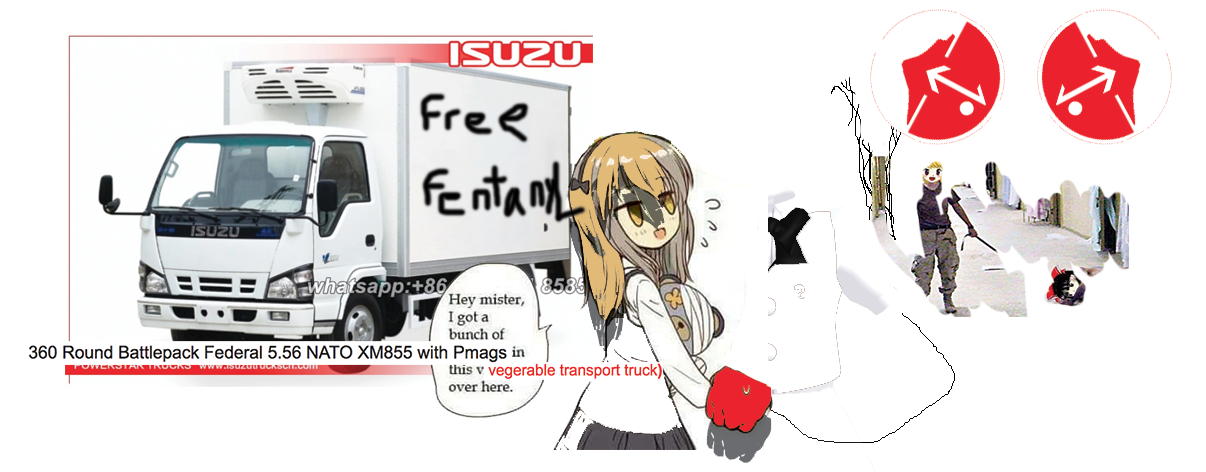 ISUZU
Free
Fentanyl
ISUZU
whatsapp:+86 8585
Hey mister,
I got a
bunch of
360 Round Battlepack Federal 5.56 NATO XM855 with Pmags in
this v vegerable transport truck)
over here.
POWERSTAR TRUCKS www.isuzutruckscn.com